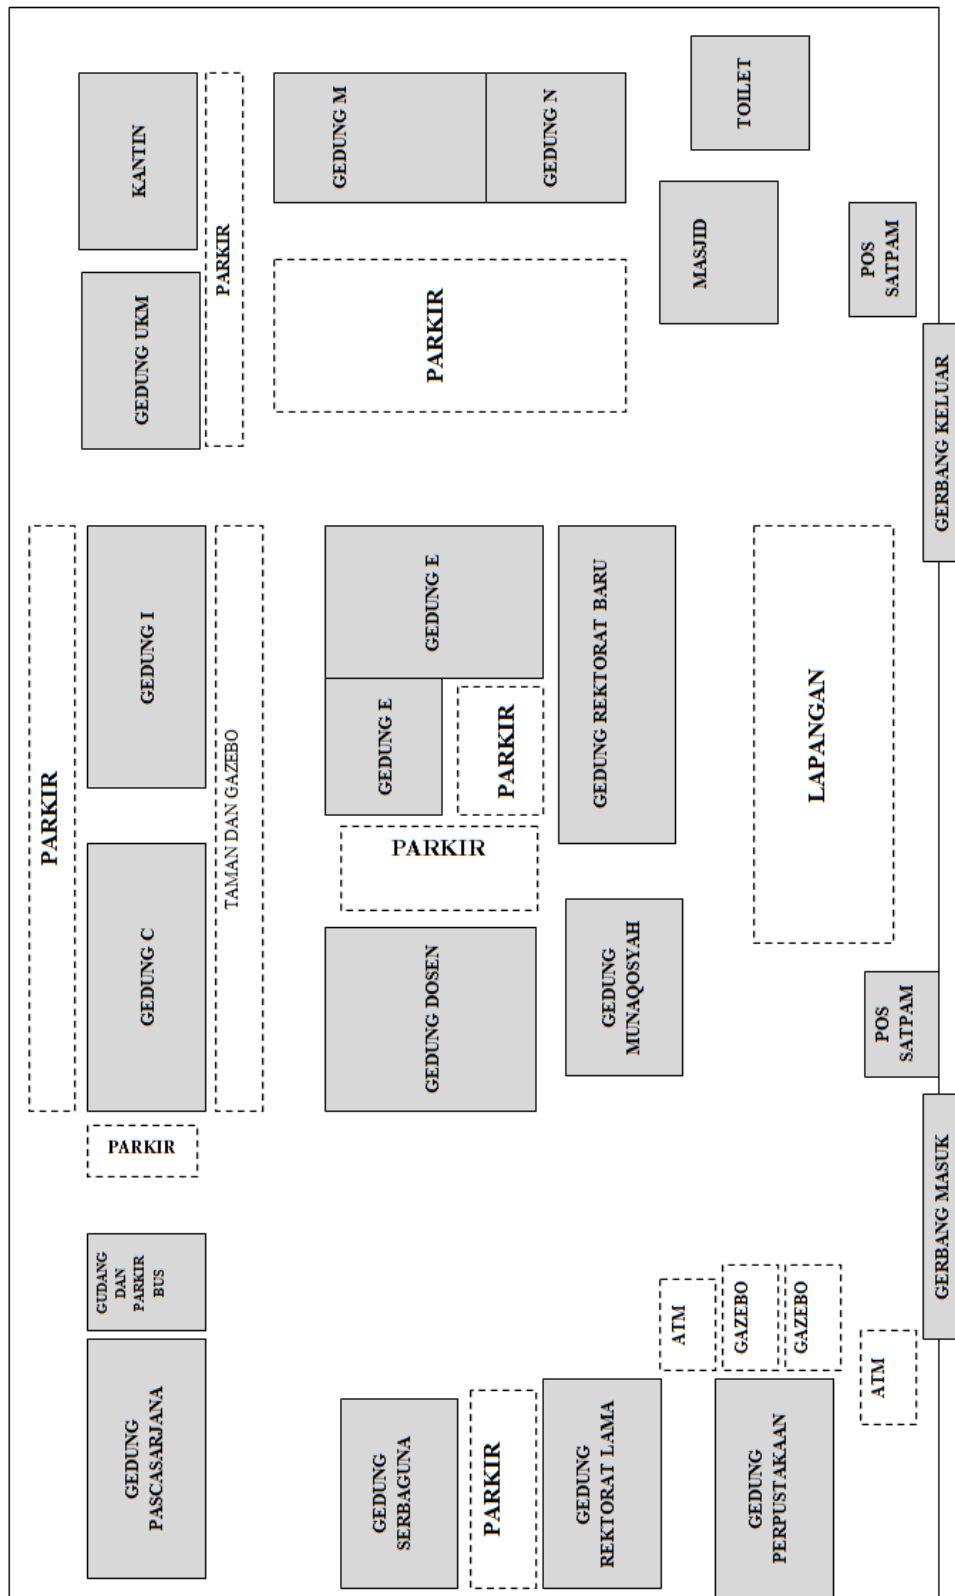 PARKIR
GEDUNG
PASCASARJANA
GUDANG
DAN
PARKIR
BUS
PARKIR
GEDUNG C
GEDUNG I
GEDUNG UKM
KANTIN
TAMAN DAN GAZEBO
PARKIR
GEDUNG
SERBAGUNA
GEDUNG DOSEN
PARKIR
GEDUNG E
GEDUNG E
PARKIR
GEDUNG M
PARKIR
PARKIR
GEDUNG N
GEDUNG
REKTORAT LAMA
GEDUNG
MUNAQOSYAH
GEDUNG REKTORAT BARU
ATM
MASJID
GEDUNG
PERPUSTAKAAN
GAZEBO
GAZEBO
LAPANGAN
TOILET
ATM
POS
SATPAM
POS
SATPAM
GERBANG MASUK
GERBANG KELUAR